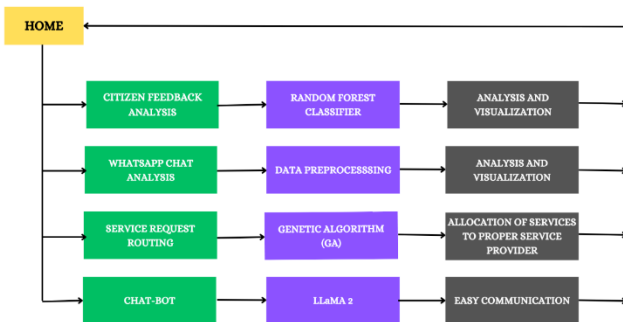 HOME
CITIZEN FEEDBACK
ANALYSIS
RANDOM FOREST
CLASSIFIER
ANALYSIS AND
VISUALIZATION
WHATSAPP CHAT
ANALYSIS
DATA PREPROCESSSING
ANALYSIS AND
VISUALIZATION
SERVICE REQUEST
ROUTING
GENETIC ALGORITHM
(GA)
ALLOCATION OF SERVICES
TO PROPER SERVICE
PROVIDER
CHAT-BOT
LLaMA 2
EASY COMMUNICATION